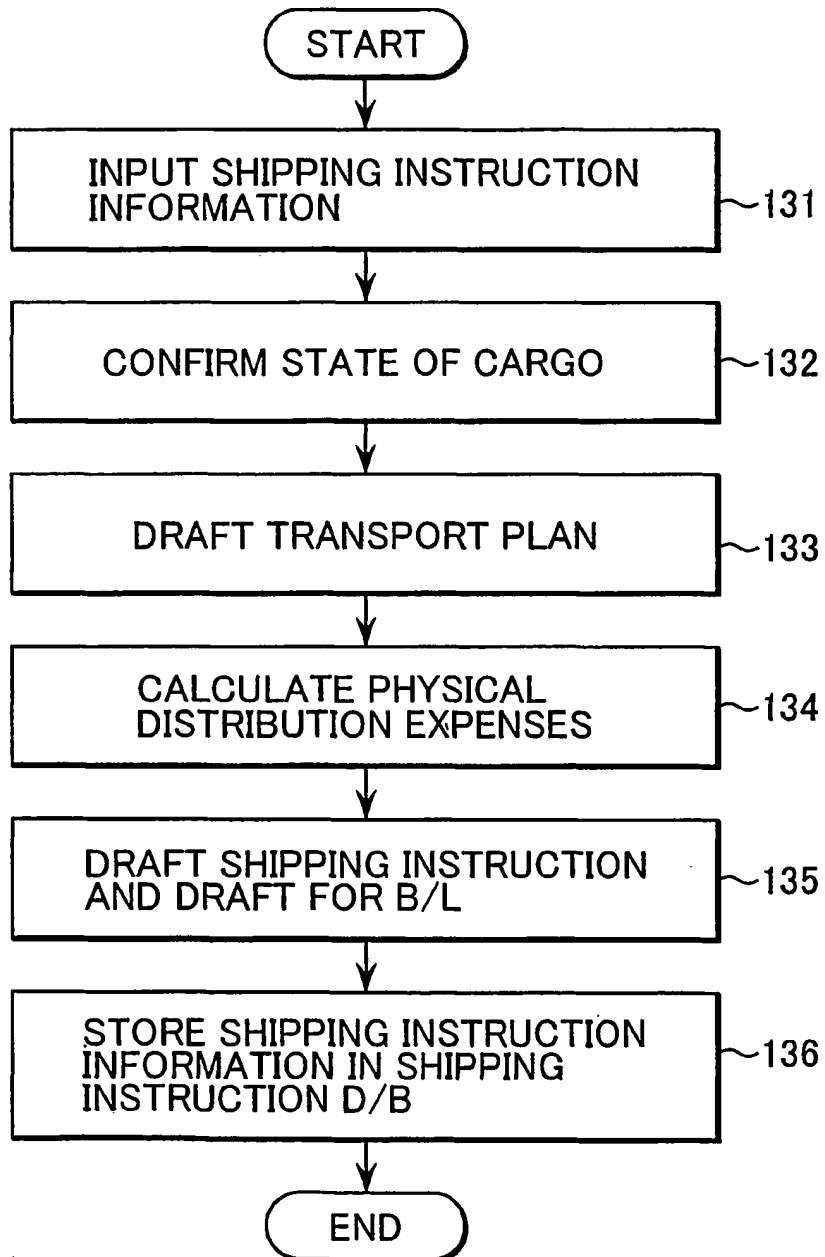 START
INPUT SHIPPING INSTRUCTION
INFORMATION
131
CONFIRM STATE OF CARGO
132
DRAFT TRANSPORT PLAN
133
CALCULATE PHYSICAL
DISTRIBUTION EXPENSES
134
DRAFT SHIPPING INSTRUCTION
AND DRAFT FOR B/L
135
STORE SHIPPING INSTRUCTION
INFORMATION IN SHIPPING
INSTRUCTION D/B
136
END